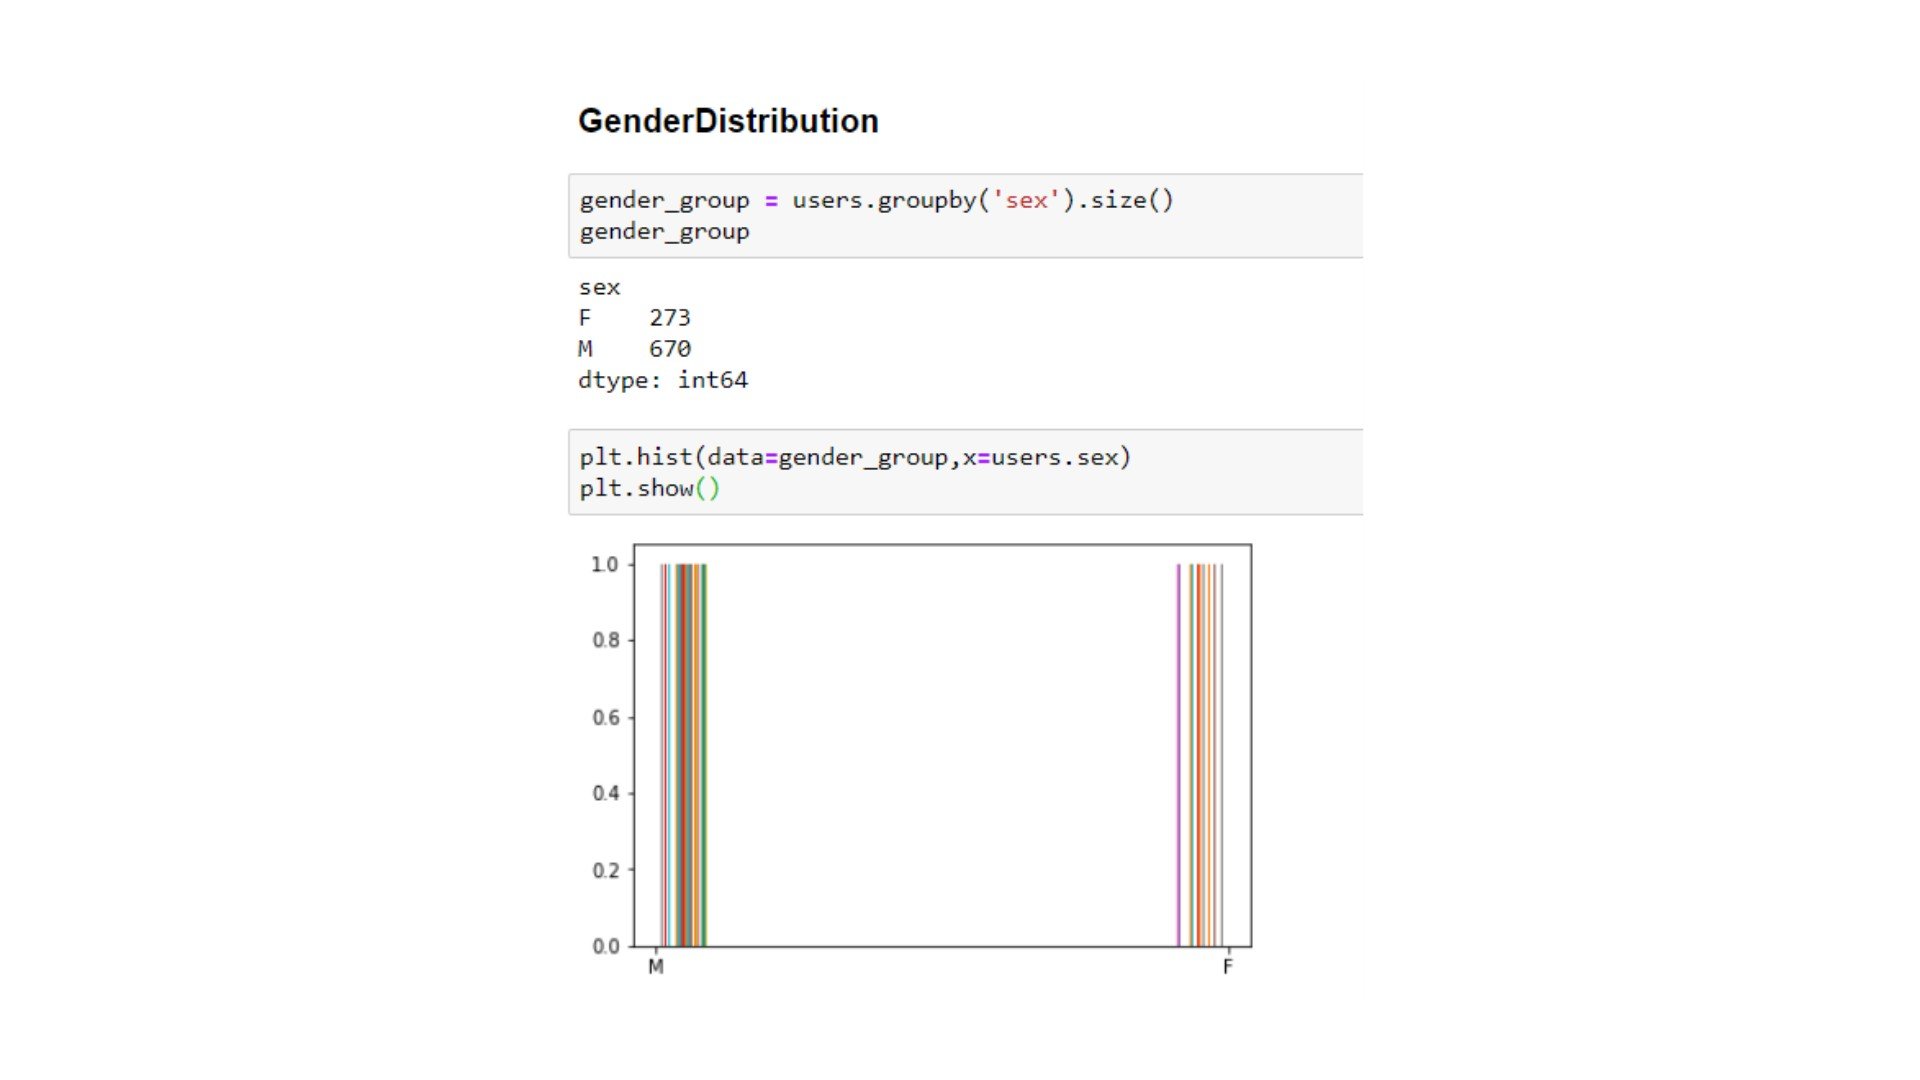 GenderDistribution
gender_group = users.groupby('sex').size()
gender_group
sex
F 273
M 670
dtype: int64
plt.hist(data=gender_group,x=users.sex)
plt.show()
1.0
0.8
0.6
0.4
0.2
0.0
M F